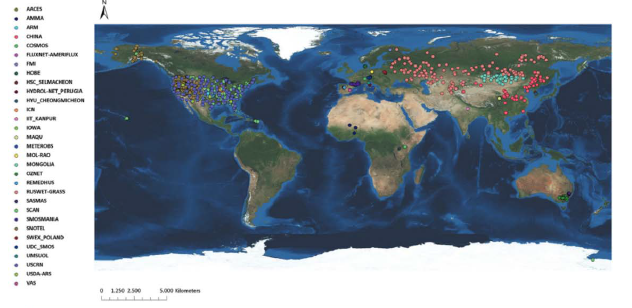 N
AACES
AMMA
ARM
CHINA
COSMOS
FLUXNET-AMERIFLUX
FMI
HOBE
HSC_SELMACHEON
HYDROL-NET_PERUGIA
HYU_CHEONGMICHEON
ICN
IIT_KANPUR
IOWA
MAQU
METEROBS
MOL-RAO
MONGOLIA
OZNET
REMEDHUS
RUSWET-GRASS
SASMAS
SCAN
SMOSMANIA
SNOTEL
SWEX_POLAND
UDC_SMOS
UMSUOL
USCRN
USDA-ARS
VAS
0 1.250 2.500 5.000 Kilometers